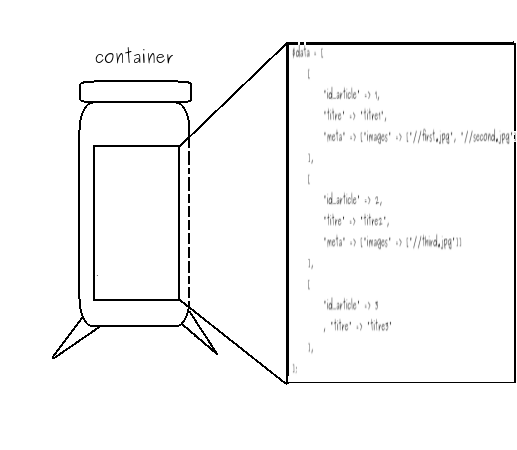 container
$data = [
[
"id_article" => 1,
"titre" => "titre1",
"meta" => ["images" => ["//first.jpg", "//second.jpg"
],
[
"id_article" => 2,
"titre" => "titre2",
"meta" => ["images" => ["//third.jpg"]]
],
[
"id_article" => 3
, "titre" => "titre3"
],
];